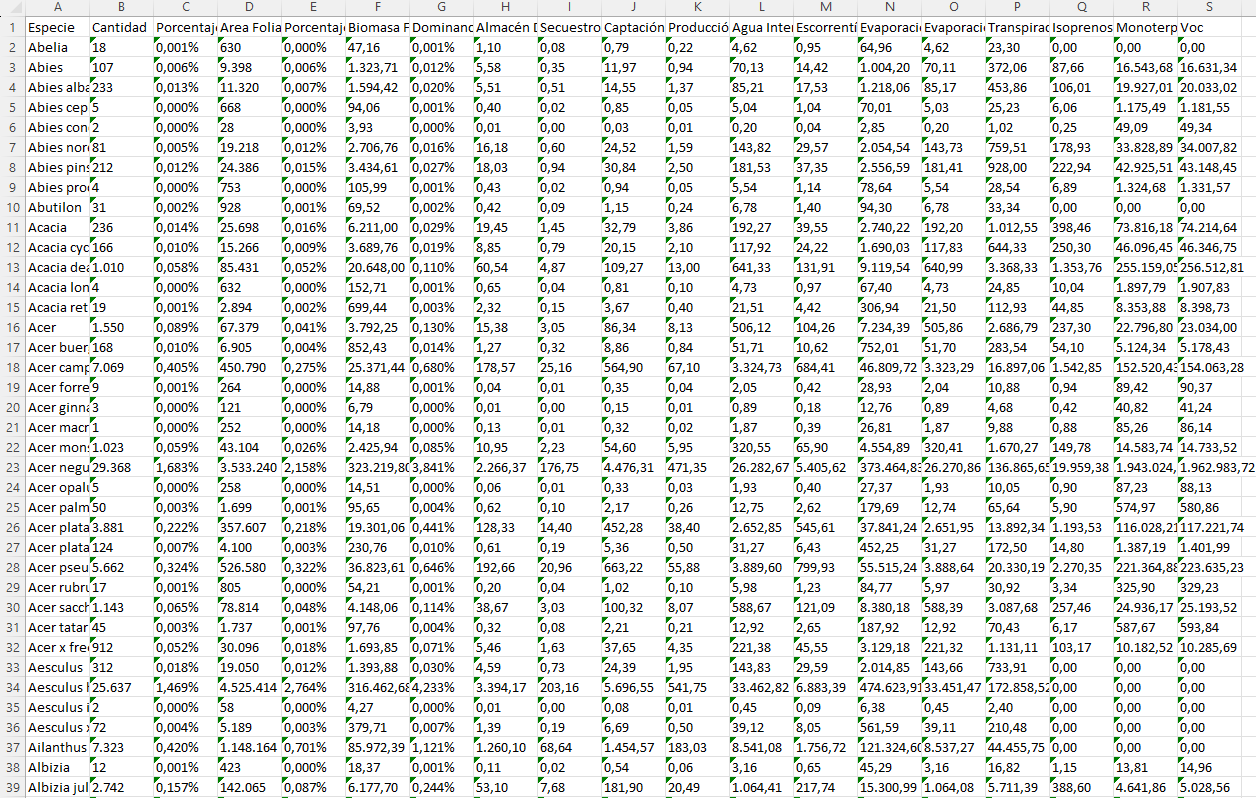 A B C D E F G H I J K L M N O P Q R S
1 Especie Cantidad Porcentaj Area Folia Porcentaj Biomasa F Dominanc Almacén Secuestro Captación Producció Agua Inte Escorrentí Evaporaci Evaporaci Transpirac Isoprenos Monoterp Voc
2 Abelia 18 0,001% 630 0,000% 47,16 0,001% 1,10 0,08 0,79 0,22 4,62 0,95 64,96 4,62 23,30 0,00 0,00 0,00
3 Abies 107 0,006% 9.398 0,006% 1.323,71 0,012% 5,58 0,35 11,97 0,94 70,13 14,42 1.004,20 70,11 372,06 87,66 16.543,68 16.631,34
4 Abies alba 233 0,013% 11.320 0,007% 1.594,42 0,020% 5,51 0,51 14,55 1,37 85,21 17,53 1.218,06 85,17 453,86 106,01 19.927,01 20.033,02
5 Abies cep 5 0,000% 668 0,000% 94,06 0,001% 0,40 0,02 0,85 0,05 5,04 1,04 70,01 5,03 25,23 6,06 1.175,49 1.181,55
6 Abies con 2 0,000% 28 0,000% 3,93 0,000% 0,01 0,00 0,03 0,01 0,20 0,04 2,85 0,20 1,02 0,25 49,09 49,34
7 Abies nor 81 0,005% 19.218 0,012% 2.706,76 0,016% 16,18 0,60 24,52 1,59 143,82 29,57 2.054,54 143,73 759,51 178,93 33.828,89 34.007,82
8 Abies pins 212 0,012% 24.386 0,015% 3.434,61 0,027% 18,03 0,94 30,84 2,50 181,53 37,35 2.556,59 181,41 928,00 222,94 42.925,51 43.148,45
9 Abies pro 4 0,000% 753 0,000% 105,99 0,001% 0,43 0,02 0,94 0,05 5,54 1,14 78,64 5,54 28,54 6,89 1.324,68 1.331,57
10 Abutilon 31 0,002% 928 0,001% 69,52 0,002% 0,42 0,09 1,15 0,24 6,78 1,40 94,30 6,78 33,34 0,00 0,00 0,00
11 Acacia 236 0,014% 25.698 0,016% 6.211,00 0,029% 19,45 1,45 32,79 3,86 192,27 39,55 2.740,22 192,20 1.012,55 398,46 73.816,18 74.214,64
12 Acacia cyc 166 0,010% 15.266 0,009% 3.689,76 0,019% 8,85 0,79 20,15 2,10 117,92 24,22 1.690,03 117,83 644,33 250,30 46.096,45 46.346,75
13 Acacia dea 1.010 0,058% 85.431 0,052% 20.648,00 0,110% 60,54 4,87 109,27 13,00 641,33 131,91 9.119,54 640,99 3.368,33 1.353,76 255.159,05 256.512,81
14 Acacia lon 4 0,000% 632 0,000% 152,71 0,001% 0,65 0,04 0,81 0,10 4,73 0,97 67,40 4,73 24,85 10,04 1.897,79 1.907,83
15 Acacia ret 19 0,001% 2.894 0,002% 699,44 0,003% 2,32 0,15 3,67 0,40 21,51 4,42 306,94 21,50 112,93 44,85 8.353,88 8.398,73
16 Acer 1.550 0,089% 67.379 0,041% 3.792,25 0,130% 15,38 3,05 86,34 8,13 506,12 104,26 7.234,39 505,86 2.686,79 237,30 22.796,80 23.034,00
17 Acer buer 168 0,010% 6.905 0,004% 852,43 0,014% 1,27 0,32 8,86 0,84 51,71 10,62 752,01 51,70 283,54 54,10 5.124,34 5.178,43
18 Acer camp 7.069 0,405% 450.790 0,275% 25.371,44 0,680% 178,57 25,16 564,90 67,10 3.324,73 684,41 46.809,72 3.323,29 16.897,06 1.542,85 152.520,43 154.063,28
19 Acer forre 9 0,001% 264 0,000% 14,88 0,001% 0,04 0,01 0,35 0,04 2,05 0,42 28,93 2,04 10,88 0,94 89,42 90,37
20 Acer ginna 3 0,000% 121 0,000% 6,79 0,000% 0,01 0,00 0,15 0,01 0,89 0,18 12,76 0,89 4,68 0,42 40,82 41,24
21 Acer macr 1 0,000% 252 0,000% 14,18 0,000% 0,13 0,01 0,32 0,02 1,87 0,39 26,81 1,87 9,88 0,88 85,26 86,14
22 Acer mons 1.023 0,059% 43.104 0,026% 2.425,94 0,085% 10,95 2,23 54,60 5,95 320,55 65,90 4.554,89 320,41 1.670,27 149,78 14.583,74 14.733,52
23 Acer negu 29.368 1,683% 3.533.240 2,158% 323.219,80 3,841% 2.266,37 176,75 4.476,31 471,35 26.282,67 5.405,62 373.464,83 26.270,86 136.865,65 19.959,38 1.943.024, 1.962.983,72
24 Acer opalu 5 0,000% 258 0,000% 14,51 0,000% 0,06 0,01 0,33 0,03 1,93 0,40 27,37 1,93 10,05 0,90 87,23 88,13
25 Acer palm 50 0,003% 1.699 0,001% 95,65 0,004% 0,62 0,10 2,17 0,26 12,75 2,62 179,69 12,74 65,64 5,90 574,97 580,86
26 Acer plata 3.881 0,222% 357.607 0,218% 19.301,06 0,441% 128,33 14,40 452,28 38,40 2.652,85 545,61 37.841,24 2.651,95 13.892,34 1.193,53 116.028,21 117.221,74
27 Acer plata 124 0,007% 4.100 0,003% 230,76 0,010% 0,61 0,19 5,36 0,50 31,27 6,43 452,25 31,27 172,50 14,80 1.387,19 1.401,99
28 Acer pseu 5.662 0,324% 526.580 0,322% 36.823,61 0,646% 192,66 20,96 663,22 55,88 3.889,60 799,93 55.515,24 3.888,64 20.330,19 2.270,35 221.364,88 223.635,23
29 Acer rubru 17 0,001% 805 0,000% 54,21 0,001% 0,20 0,04 1,02 0,10 5,98 1,23 84,77 5,97 30,92 3,34 325,90 329,23
30 Acer sacch 1.143 0,065% 78.814 0,048% 4.148,06 0,114% 38,67 3,03 100,32 8,07 588,67 121,09 8.380,18 588,39 3.087,68 257,46 24.936,17 25.193,52
31 Acer tatar 45 0,003% 1.737 0,001% 97,76 0,004% 0,32 0,08 2,21 0,21 12,92 2,65 187,92 12,92 70,43 6,17 587,67 593,84
32 Acer x fre 912 0,052% 30.096 0,018% 1.693,85 0,071% 5,46 1,63 37,65 4,35 221,38 45,55 3.129,18 221,32 1.131,11 103,17 10.182,52 10.285,69
33 Aesculus 312 0,018% 19.050 0,012% 1.393,88 0,030% 4,59 0,73 24,39 1,95 143,83 29,59 2.014,85 143,66 733,91 0,00 0,00 0,00
34 Aesculus 25.637 1,469% 4.525.414 2,764% 316.462,68 4,233% 3.394,17 203,16 5.696,55 541,75 33.462,82 6.883,39 474.623,91 33.451,47 172.858,52 0,00 0,00 0,00
35 Aesculus i 2 0,000% 58 0,000% 4,27 0,000% 0,01 0,00 0,08 0,01 0,45 0,09 6,38 0,45 2,40 0,00 0,00 0,00
36 Aesculus x 72 0,004% 5.189 0,003% 379,71 0,007% 1,39 0,19 6,69 0,50 39,12 8,05 561,59 39,11 210,48 0,00 0,00 0,00
37 Ailanthus 7.323 0,420% 1.148.164 0,701% 85.972,39 1,121% 1.260,10 68,64 1.454,57 183,03 8.541,08 1.756,72 121.324,60 8.537,27 44.455,75 0,00 0,00 0,00
38 Albizia 12 0,001% 423 0,000% 18,37 0,001% 0,11 0,02 0,54 0,06 3,16 0,65 45,29 3,16 16,82 1,15 13,81 14,96
39 Albizia jul 2.742 0,157% 142.065 0,087% 6.177,70 0,244% 53,10 7,68 181,90 20,49 1.064,41 217,74 15.300,99 1.064,08 5.711,39 388,60 4.641,86 5.028,56